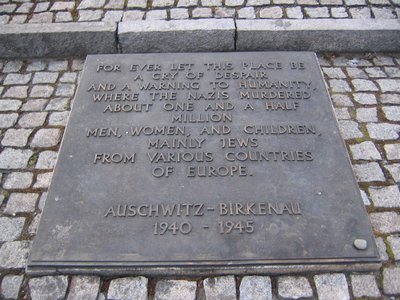 FOR EVER LET THIS PLACE BE
A CRY OF DESPAIR
AND A WARNING TO HUMANITY,
WHERE THE NAZIS MURDERED
ABOUT ONE AND A HALF
MILLION
MEN, WOMEN, AND CHILDREN,
MAINLY JEWS
FROM VARIOUS COUNTRIES
OF EUROPE.
AUSCHWITZ-BIRKENAU
1940 - 1945